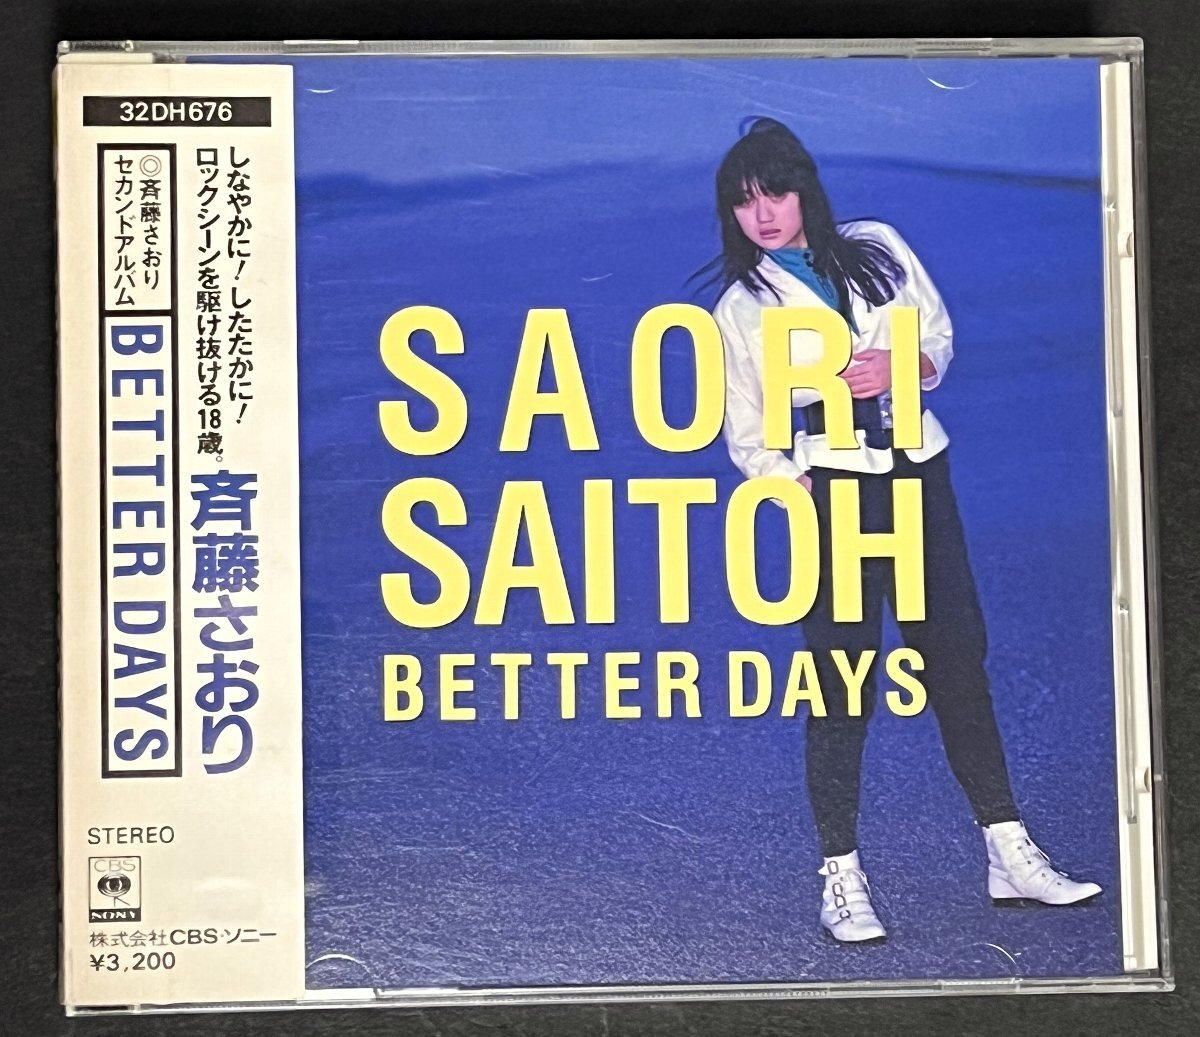 32DH676
しなやかに！したたかに！
ロックシーンを駆け抜ける18歳。
斉藤さおり
◎斉藤さおり
セカンドアルバム
BETTER DAYS
STEREO
CBS
SONY
株式会社CBS・ソニー
¥3,200
SAORI
SAITOH
BETTER DAYS